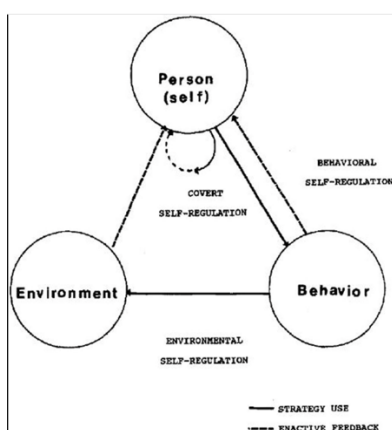 Person
(self)
BEHAVIORAL
SELF-REGULATION
COVERT
SELF-REGULATION
Environment
Behavior
ENVIRONMENTAL
SELF-REGULATION
STRATEGY USE
ENACTIVE FEEDBACK